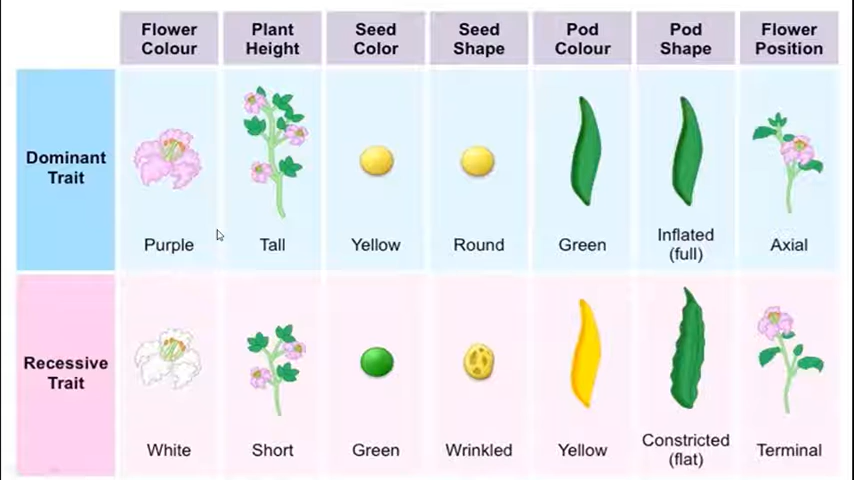 Flower
Colour
Plant
Height
Seed
Color
Seed
Shape
Pod
Colour
Pod
Shape
Flower
Position
Dominant
Trait
Purple
Tall
Yellow
Round
Green
Inflated
(full)
Axial
Recessive
Trait
White
Short
Green
Wrinkled
Yellow
Constricted
(flat)
Terminal